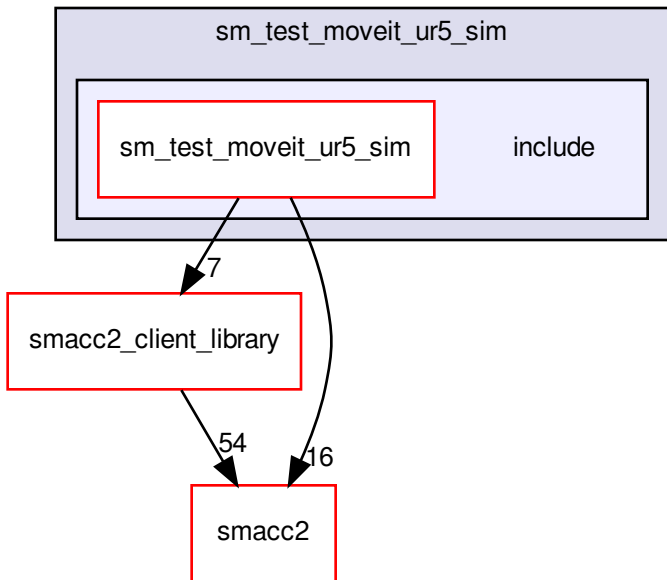 sm_test_moveit_ur5_sim
sm_test_moveit_ur5_sim
include
7
smacc2_client_library
54
16
smacc2